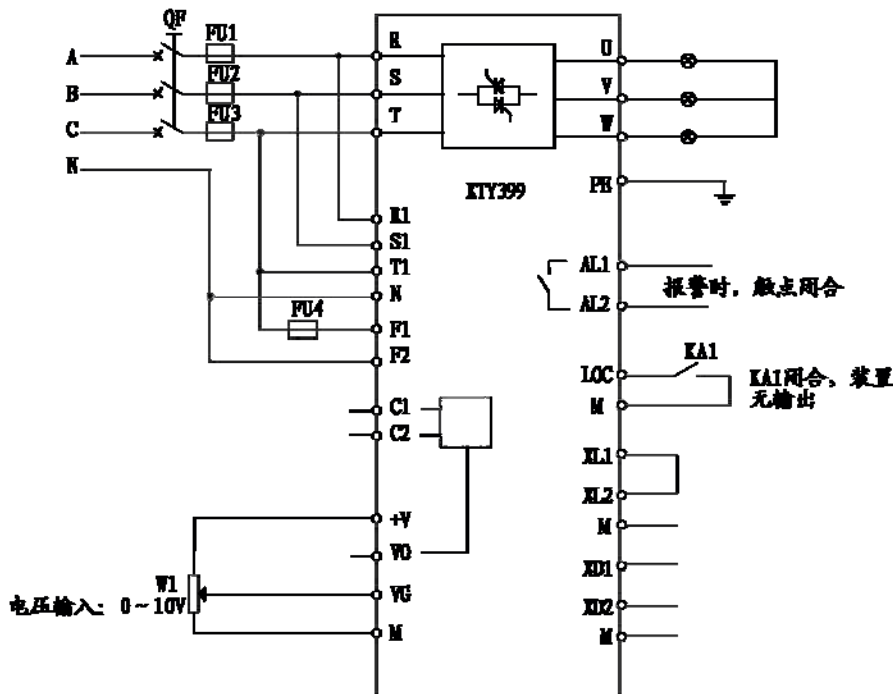 QF
FU1
A
R
U
FU2
B
S
V
FU3
C
T
W
N
KTY399
PE
R1
S1
T1
AL1
N
报警时，触点闭合
FU4
AL2
F1
F2
KA1
LOC
KA1闭合、装置
无输出
C1
M
C2
XL1
XL2
+V
M
VO
XD1
W1
电压输入：0～10V
VG
XD2
M
M